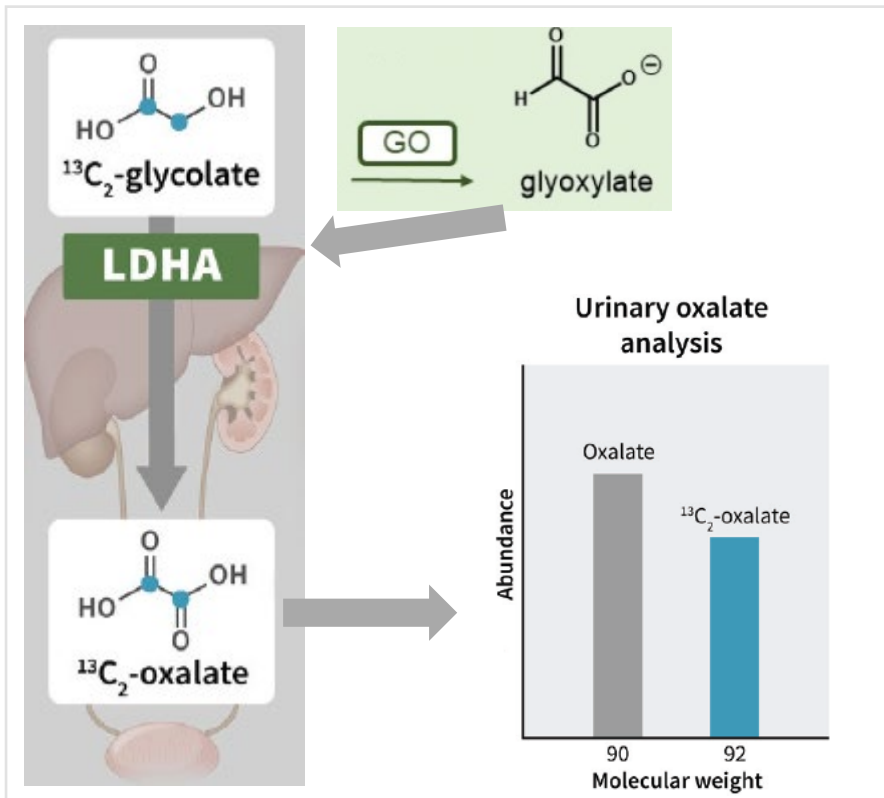 O
OH
HO
¹³C₂-glycolate
LDHA
O
OH
HO
O
¹³C₂-oxalate
GO
O
H
O⊖
O
glyoxylate
Urinary oxalate
analysis
Abundance
Oxalate
¹³C₂-oxalate
90 92
Molecular weight